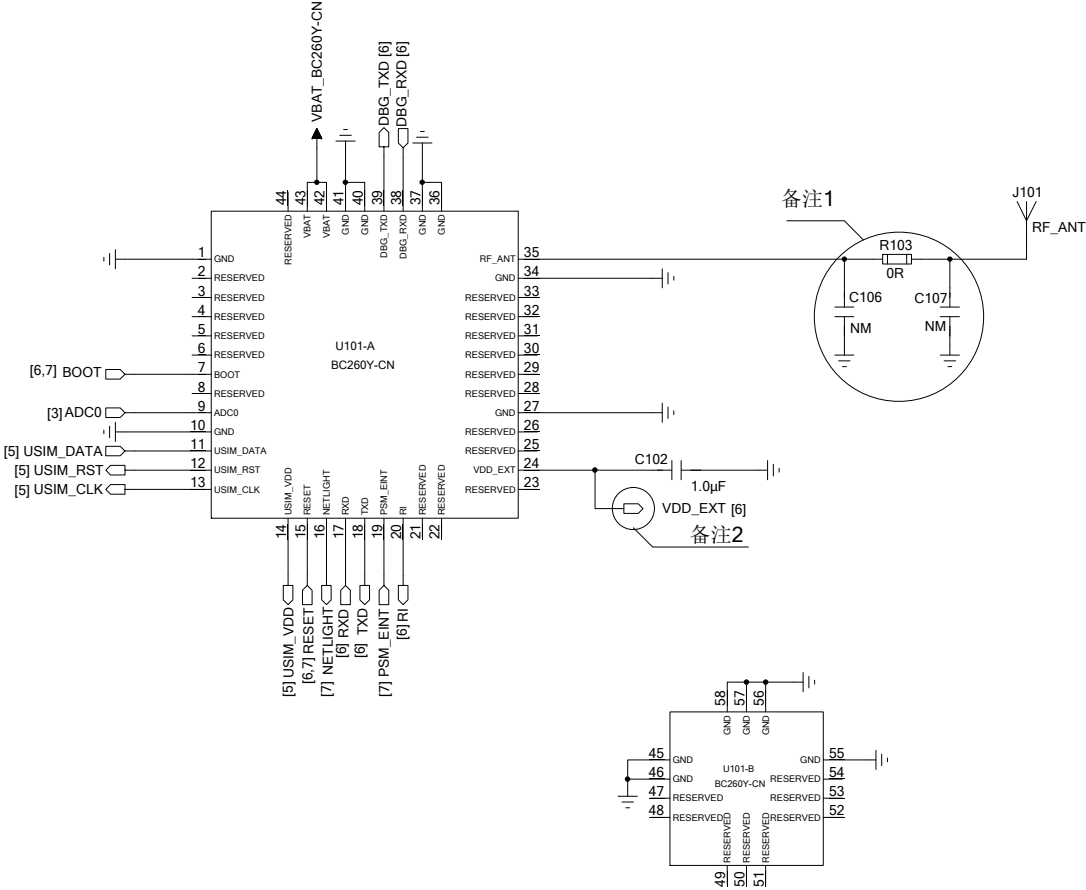 VBAT_BC260Y-CN
DBG_TXD [6]
DBG_RXD [6]
44
43
42
41
40
39
38
37
36
RESERVED
VBAT
VBAT
GND
GND
DBG_TXD
DBG_RXD
GND
GND
1 GND
2 RESERVED
3 RESERVED
4 RESERVED
5 RESERVED
6 RESERVED
[6,7] BOOT 7 BOOT
8 RESERVED
[3] ADC0 9 ADC0
10 GND
[5] USIM_DATA 11 USIM_DATA
[5] USIM_RST 12 USIM_RST
[5] USIM_CLK 13 USIM_CLK
U101-A
BC260Y-CN
RF_ANT 35
GND 34
RESERVED 33
RESERVED 32
RESERVED 31
RESERVED 30
RESERVED 29
RESERVED 28
GND 27
RESERVED 26
RESERVED 25
VDD_EXT 24
RESERVED 23
USIM_VDD
RESET
NETLIGHT
RXD
TXD
PSM_EINT
RI
RESERVED
RESERVED
14
15
16
17
18
19
20
21
22
[5] USIM_VDD
[6,7] RESET
[7] NETLIGHT
[6] RXD
[6] TXD
[7] PSM_EINT
[6] RI
备注1
J101
RF_ANT
R103
0R
C106
NM
C107
NM
C102
1.0µF
VDD_EXT [6]
备注2
58
57
56
GND
GND
GND
45 GND
46 GND
47 RESERVED
48 RESERVED
U101-B
BC260Y-CN
GND 55
RESERVED 54
RESERVED 53
RESERVED 52
RESERVED
RESERVED
RESERVED
49
50
51